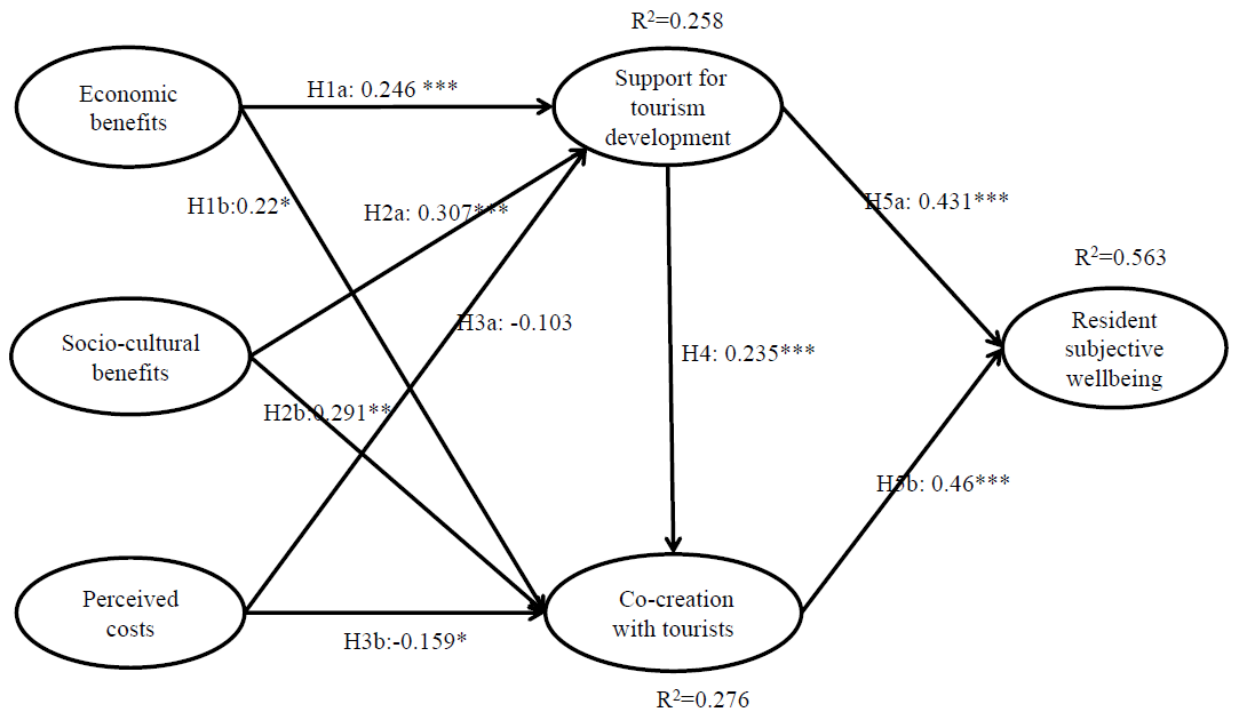 R²=0.258
Economic
benefits
H1a: 0.246 ***
Support for
tourism
development
H1b:0.22*
H2a: 0.307***
H5a: 0.431***
R²=0.563
Socio-cultural
benefits
H3a: -0.103
H4: 0.235***
Resident
subjective
wellbeing
H2b:0.291**
H5b: 0.46***
Perceived
costs
H3b:-0.159*
Co-creation
with tourists
R²=0.276